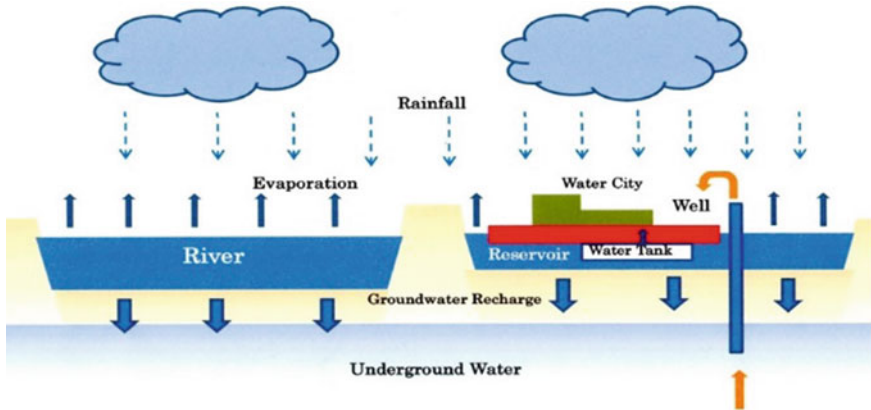 Rainfall
Evaporation
Water City
Well
River
Reservoir
Water Tank
Groundwater Recharge
Underground Water